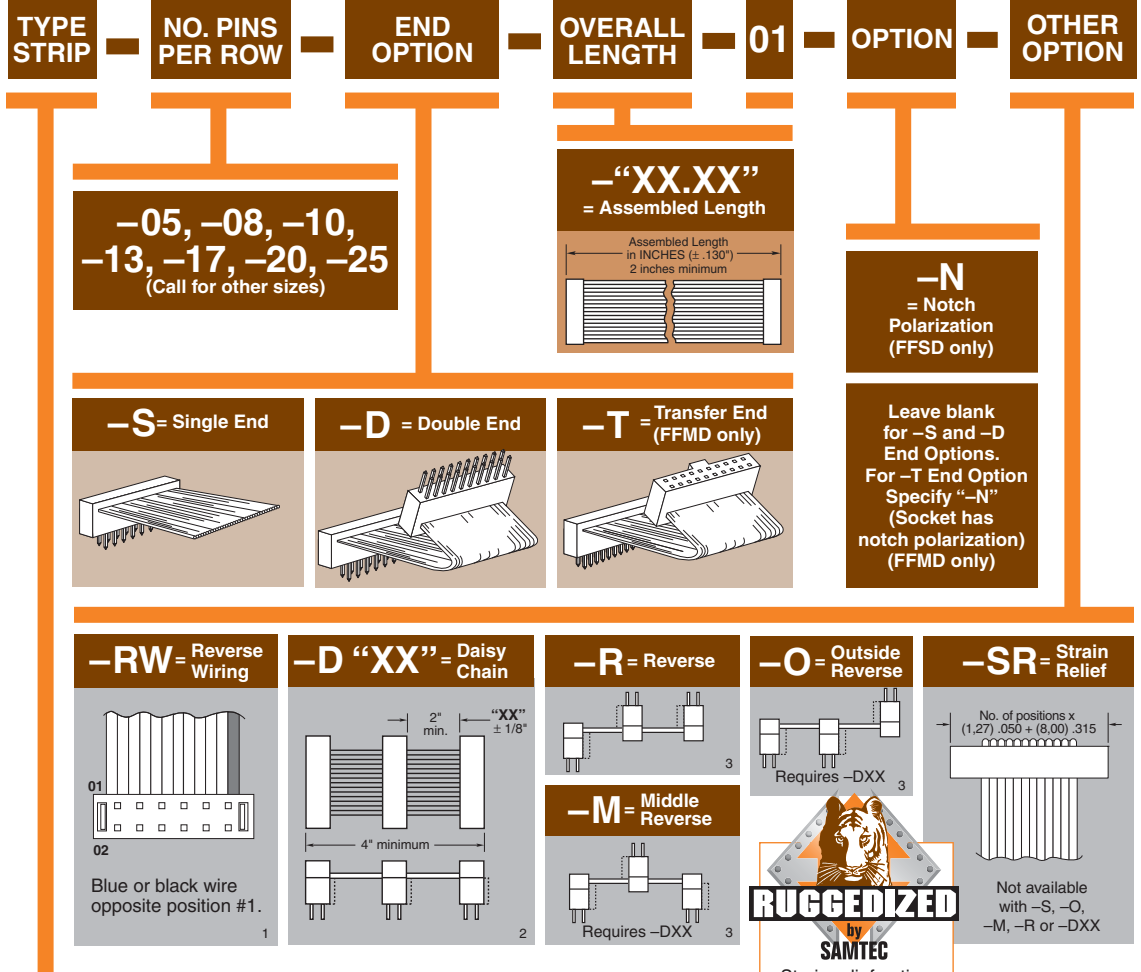 TYPE
STRIP
NO. PINS
PER ROW
END
OPTION
OVERALL
LENGTH
01
OPTION
OTHER
OPTION
–05, –08, –10,
–13, –17, –20, –25
(Call for other sizes)
–“XX.XX”
= Assembled Length
Assembled Length
in INCHES (± .130")
2 inches minimum
–N
= Notch
Polarization
(FFSD only)
Leave blank
for –S and –D
End Options.
For –T End Option
Specify “–N”
(Socket has
notch polarization)
(FFMD only)
–S = Single End
–D = Double End
–T = Transfer End
(FFMD only)
–RW = Reverse
Wiring
01
02
Blue or black wire
opposite position #1.
1
–D “XX” = Daisy
Chain
2"
min.
“XX”
± 1/8"
4" minimum
2
–R = Reverse
3
–M = Middle
Reverse
Requires –DXX
3
–O = Outside
Reverse
Requires –DXX
3
RUGGEDIZED
by
SAMTEC
–SR = Strain
Relief
No. of positions x
(1,27) .050 + (8,00) .315
Not available
with –S, –O,
–M, –R or –DXX